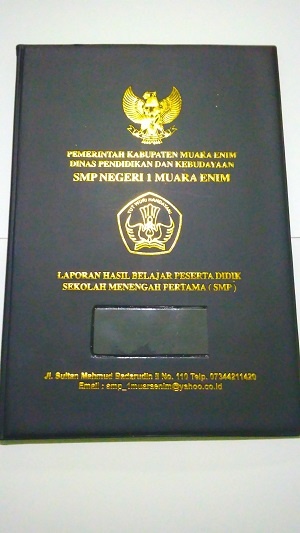 PEMERINTAH KABUPATEN MUARA ENIM
DINAS PENDIDIKAN DAN KEBUDAYAAN
SMP NEGERI 1 MUARA ENIM
TUT WURI HANDAYANI
LAPORAN HASIL BELAJAR PESERTA DIDIK
SEKOLAH MENENGAH PERTAMA ( SMP )
Jl. Sultan Mahmud Badarudin II No. 110 Telp. 07344211429
Email : smp_1muaraenim@yahoo.co.id